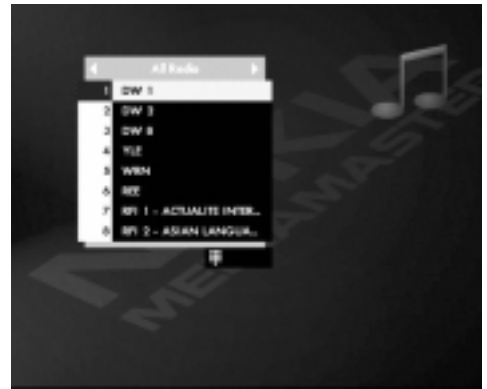 All Radio
1 DW 1
2 DW 2
3 DW 8
4 YLE
5 WRN
6 REE
7 RFI 1 - ACTUALITE INTER...
8 RFI 2 - ASIAN LANGUA...
NOKIA
MEDIAMASTER